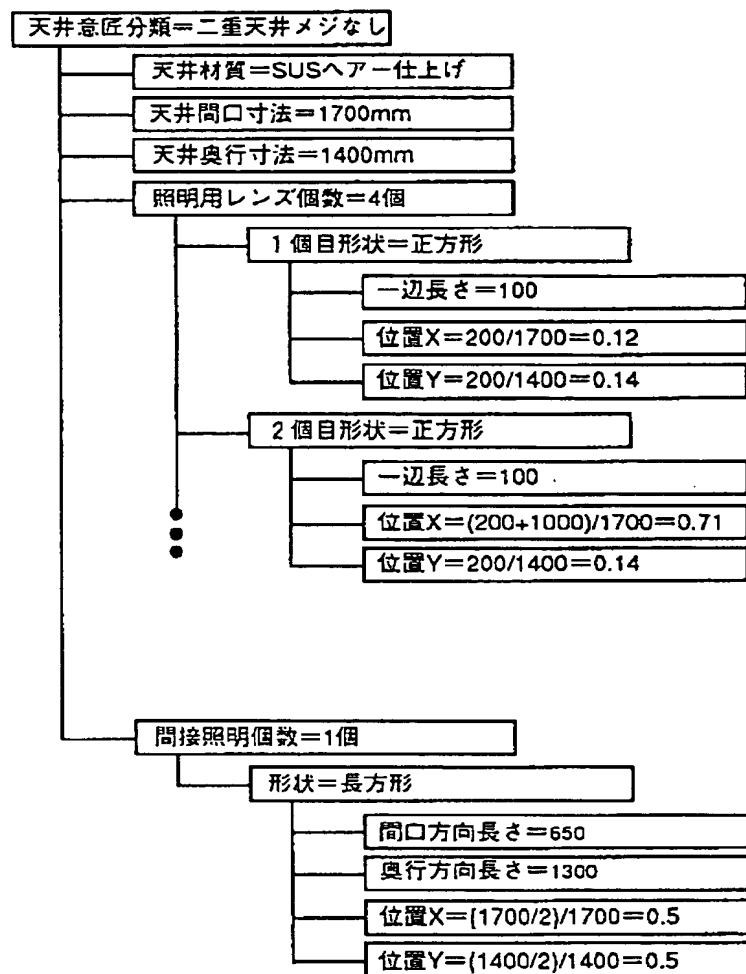 天井意匠分類＝二重天井メジなし
天井材質＝SUSヘアー仕上げ
天井間口寸法＝1700mm
天井奥行寸法＝1400mm
照明用レンズ個数＝4個
1個目形状＝正方形
一辺長さ＝100
位置X＝200/1700＝0.12
位置Y＝200/1400＝0.14
2個目形状＝正方形
一辺長さ＝100
位置X＝(200+1000)/1700＝0.71
位置Y＝200/1400＝0.14
間接照明個数＝1個
形状＝長方形
間口方向長さ＝650
奥行方向長さ＝1300
位置X＝(1700/2)/1700＝0.5
位置Y＝(1400/2)/1400＝0.5